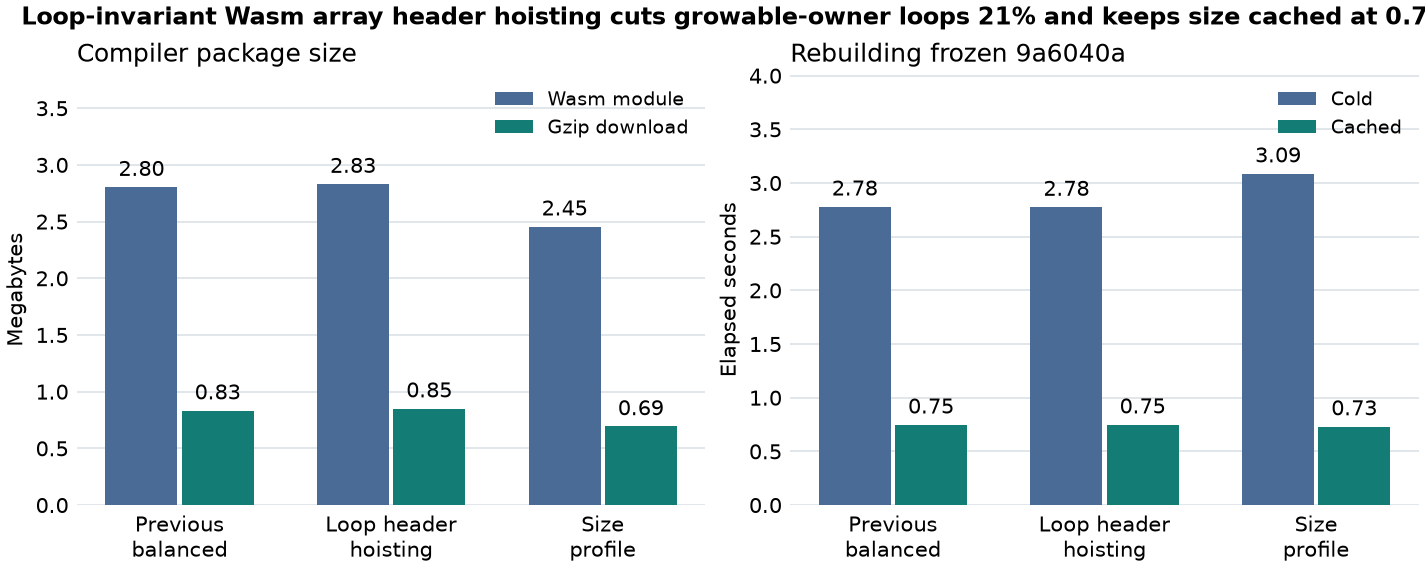 Loop-invariant Wasm array header hoisting cuts growable-owner loops 21% and keeps size cached at 0.7
Compiler package size
Megabytes
3.5
3.0
2.5
2.0
1.5
1.0
0.5
0.0
Wasm module
Gzip download
2.80
0.83
2.83
0.85
2.45
0.69
Previous
balanced
Loop header
hoisting
Size
profile
Rebuilding frozen 9a6040a
Elapsed seconds
4.0
3.5
3.0
2.5
2.0
1.5
1.0
0.5
0.0
Cold
Cached
2.78
0.75
2.78
0.75
3.09
0.73
Previous
balanced
Loop header
hoisting
Size
profile